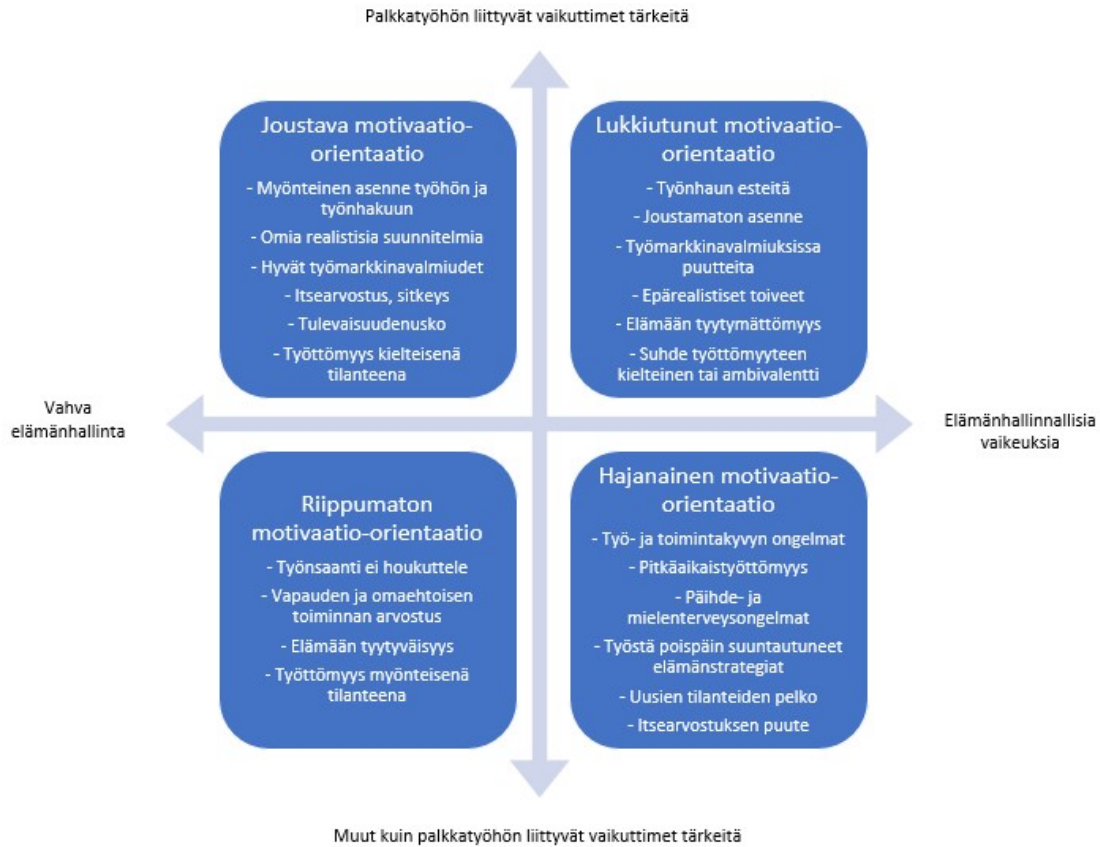 Palkkatyöhön liittyvät vaikuttimet tärkeitä
Joustava motivaatio-
orientaatio
- Myönteinen asenne työhön ja
työnhakuun
- Omia realistisia suunnitelmia
- Hyvät työmarkkinavalmiudet
- Itsearvostus, sitkeys
- Tulevaisuudenusko
- Työttömyys kielteisenä
tilanteena
Lukkiutunut motivaatio-
orientaatio
- Työnhaun esteitä
- Joustamaton asenne
- Työmarkkinavalmiuksissa
puutteita
- Epärealistiset toiveet
- Elämään tyytymättömyys
- Suhde työttömyyteen
kielteinen tai ambivalentti
Vahva
elämänhallinta
Elämänhallinnallisia
vaikeuksia
Riippumaton
motivaatio-orientaatio
- Työnsaanti ei houkuttele
- Vapauden ja omaehtoisen
toiminnan arvostus
- Elämään tyytyväisyys
- Työttömyys myönteisenä
tilanteena
Hajanainen motivaatio-
orientaatio
- Työ- ja toimintakyvyn ongelmat
- Pitkäaikaistyöttömyys
- Päihde- ja
mielenterveysongelmat
- Työstä poispäin suuntautuneet
elämänstrategiat
- Uusien tilanteiden pelko
- Itsearvostuksen puute
Muut kuin palkkatyöhön liittyvät vaikuttimet tärkeitä